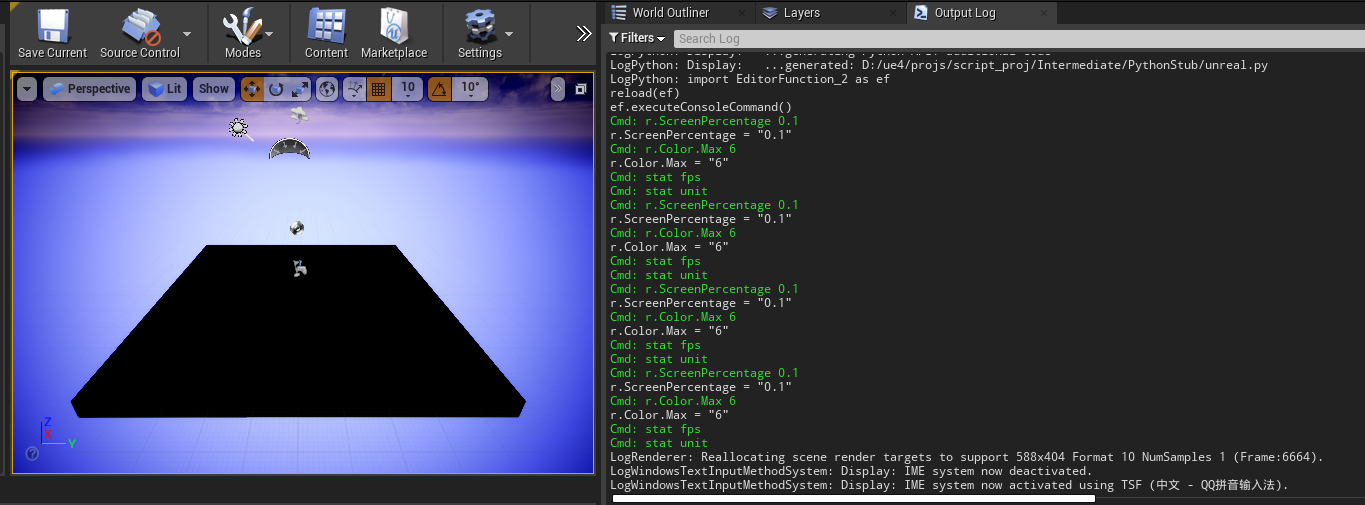 Save Current
Source Control
Modes
Content
Marketplace
Settings
Perspective
Lit
Show
10
10°
Z
X
Y
World Outliner
Layers
Output Log
Filters
Search Log
LogPython: Display:   ...generated: D:/ue4/projs/script_proj/Intermediate/PythonStub/unreal.py
LogPython: import EditorFunction_2 as ef
reload(ef)
ef.executeConsoleCommand()
Cmd: r.ScreenPercentage 0.1
r.ScreenPercentage = "0.1"
Cmd: r.Color.Max 6
r.Color.Max = "6"
Cmd: stat fps
Cmd: stat unit
Cmd: r.ScreenPercentage 0.1
r.ScreenPercentage = "0.1"
Cmd: r.Color.Max 6
r.Color.Max = "6"
Cmd: stat fps
Cmd: stat unit
Cmd: r.ScreenPercentage 0.1
r.ScreenPercentage = "0.1"
Cmd: r.Color.Max 6
r.Color.Max = "6"
Cmd: stat fps
Cmd: stat unit
Cmd: r.ScreenPercentage 0.1
r.ScreenPercentage = "0.1"
Cmd: r.Color.Max 6
r.Color.Max = "6"
Cmd: stat fps
Cmd: stat unit
LogRenderer: Reallocating scene render targets to support 588x404 Format 10 NumSamples 1 (Frame:6664).
LogWindowsTextInputMethodSystem: Display: IME system now deactivated.
LogWindowsTextInputMethodSystem: Display: IME system now activated using TSF (中文 - QQ拼音输入法).